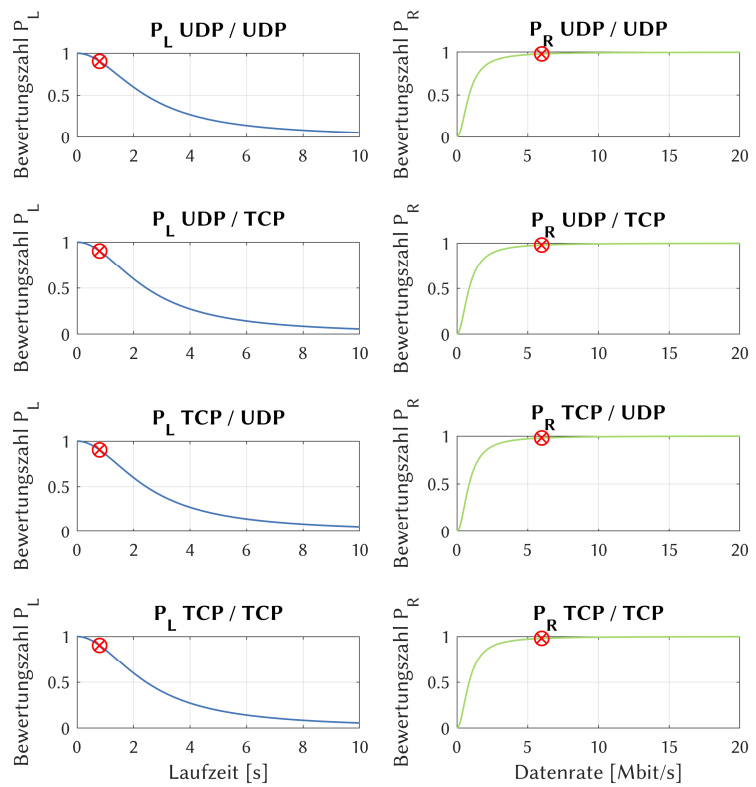 P_L UDP / UDP
Bewertungszahl P_L
1
0.5
0
0 2 4 6 8 10
P_R UDP / UDP
Bewertungszahl P_R
1
0.5
0
0 5 10 15 20
P_L UDP / TCP
Bewertungszahl P_L
1
0.5
0
0 2 4 6 8 10
P_R UDP / TCP
Bewertungszahl P_R
1
0.5
0
0 5 10 15 20
P_L TCP / UDP
Bewertungszahl P_L
1
0.5
0
0 2 4 6 8 10
P_R TCP / UDP
Bewertungszahl P_R
1
0.5
0
0 5 10 15 20
P_L TCP / TCP
Bewertungszahl P_L
1
0.5
0
0 2 4 6 8 10
Laufzeit [s]
P_R TCP / TCP
Bewertungszahl P_R
1
0.5
0
0 5 10 15 20
Datenrate [Mbit/s]